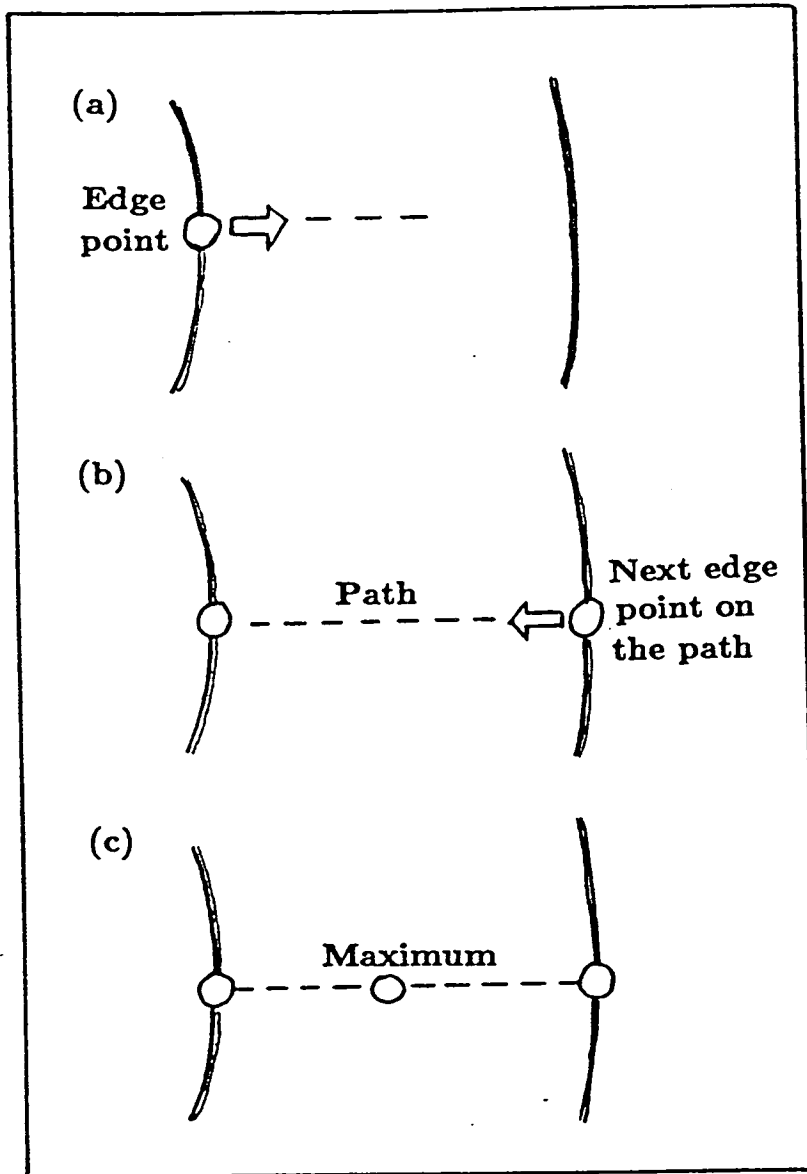 (a)
Edge
point
(b)
Path
Next edge
point on
the path
(c)
Maximum